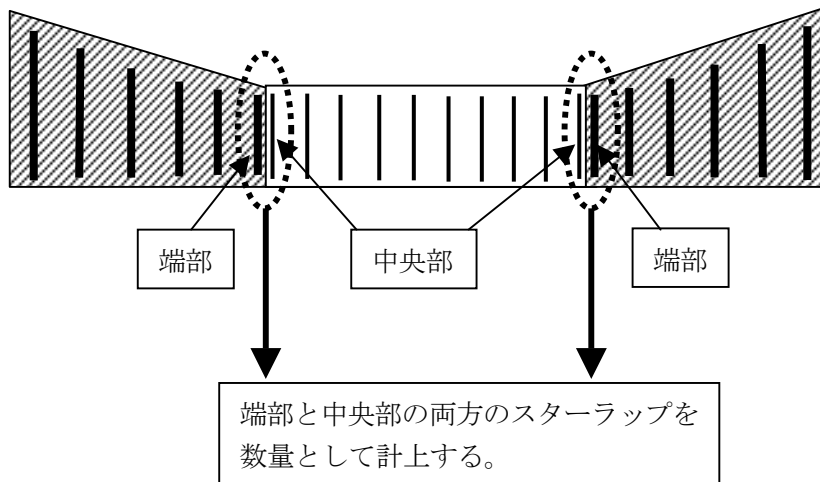 端部
中央部
端部
端部と中央部の両方のスターラップを
数量として計上する。